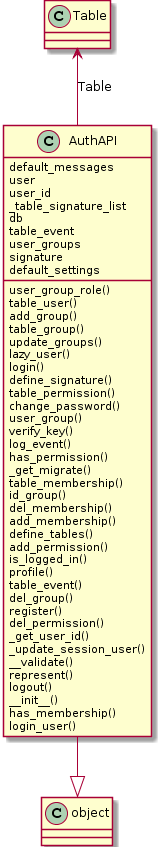 C Table
Table
C AuthAPI
default_messages
user
user_id
_table_signature_list
db
table_event
user_groups
signature
default_settings
user_group_role()
table_user()
add_group()
table_group()
update_groups()
lazy_user()
login()
define_signature()
table_permission()
change_password()
user_group()
verify_key()
log_event()
has_permission()
_get_migrate()
table_membership()
id_group()
del_membership()
add_membership()
define_tables()
add_permission()
is_logged_in()
profile()
table_event()
del_group()
register()
del_permission()
_get_user_id()
_update_session_user()
__validate()
represent()
logout()
__init__()
has_membership()
login_user()
C object